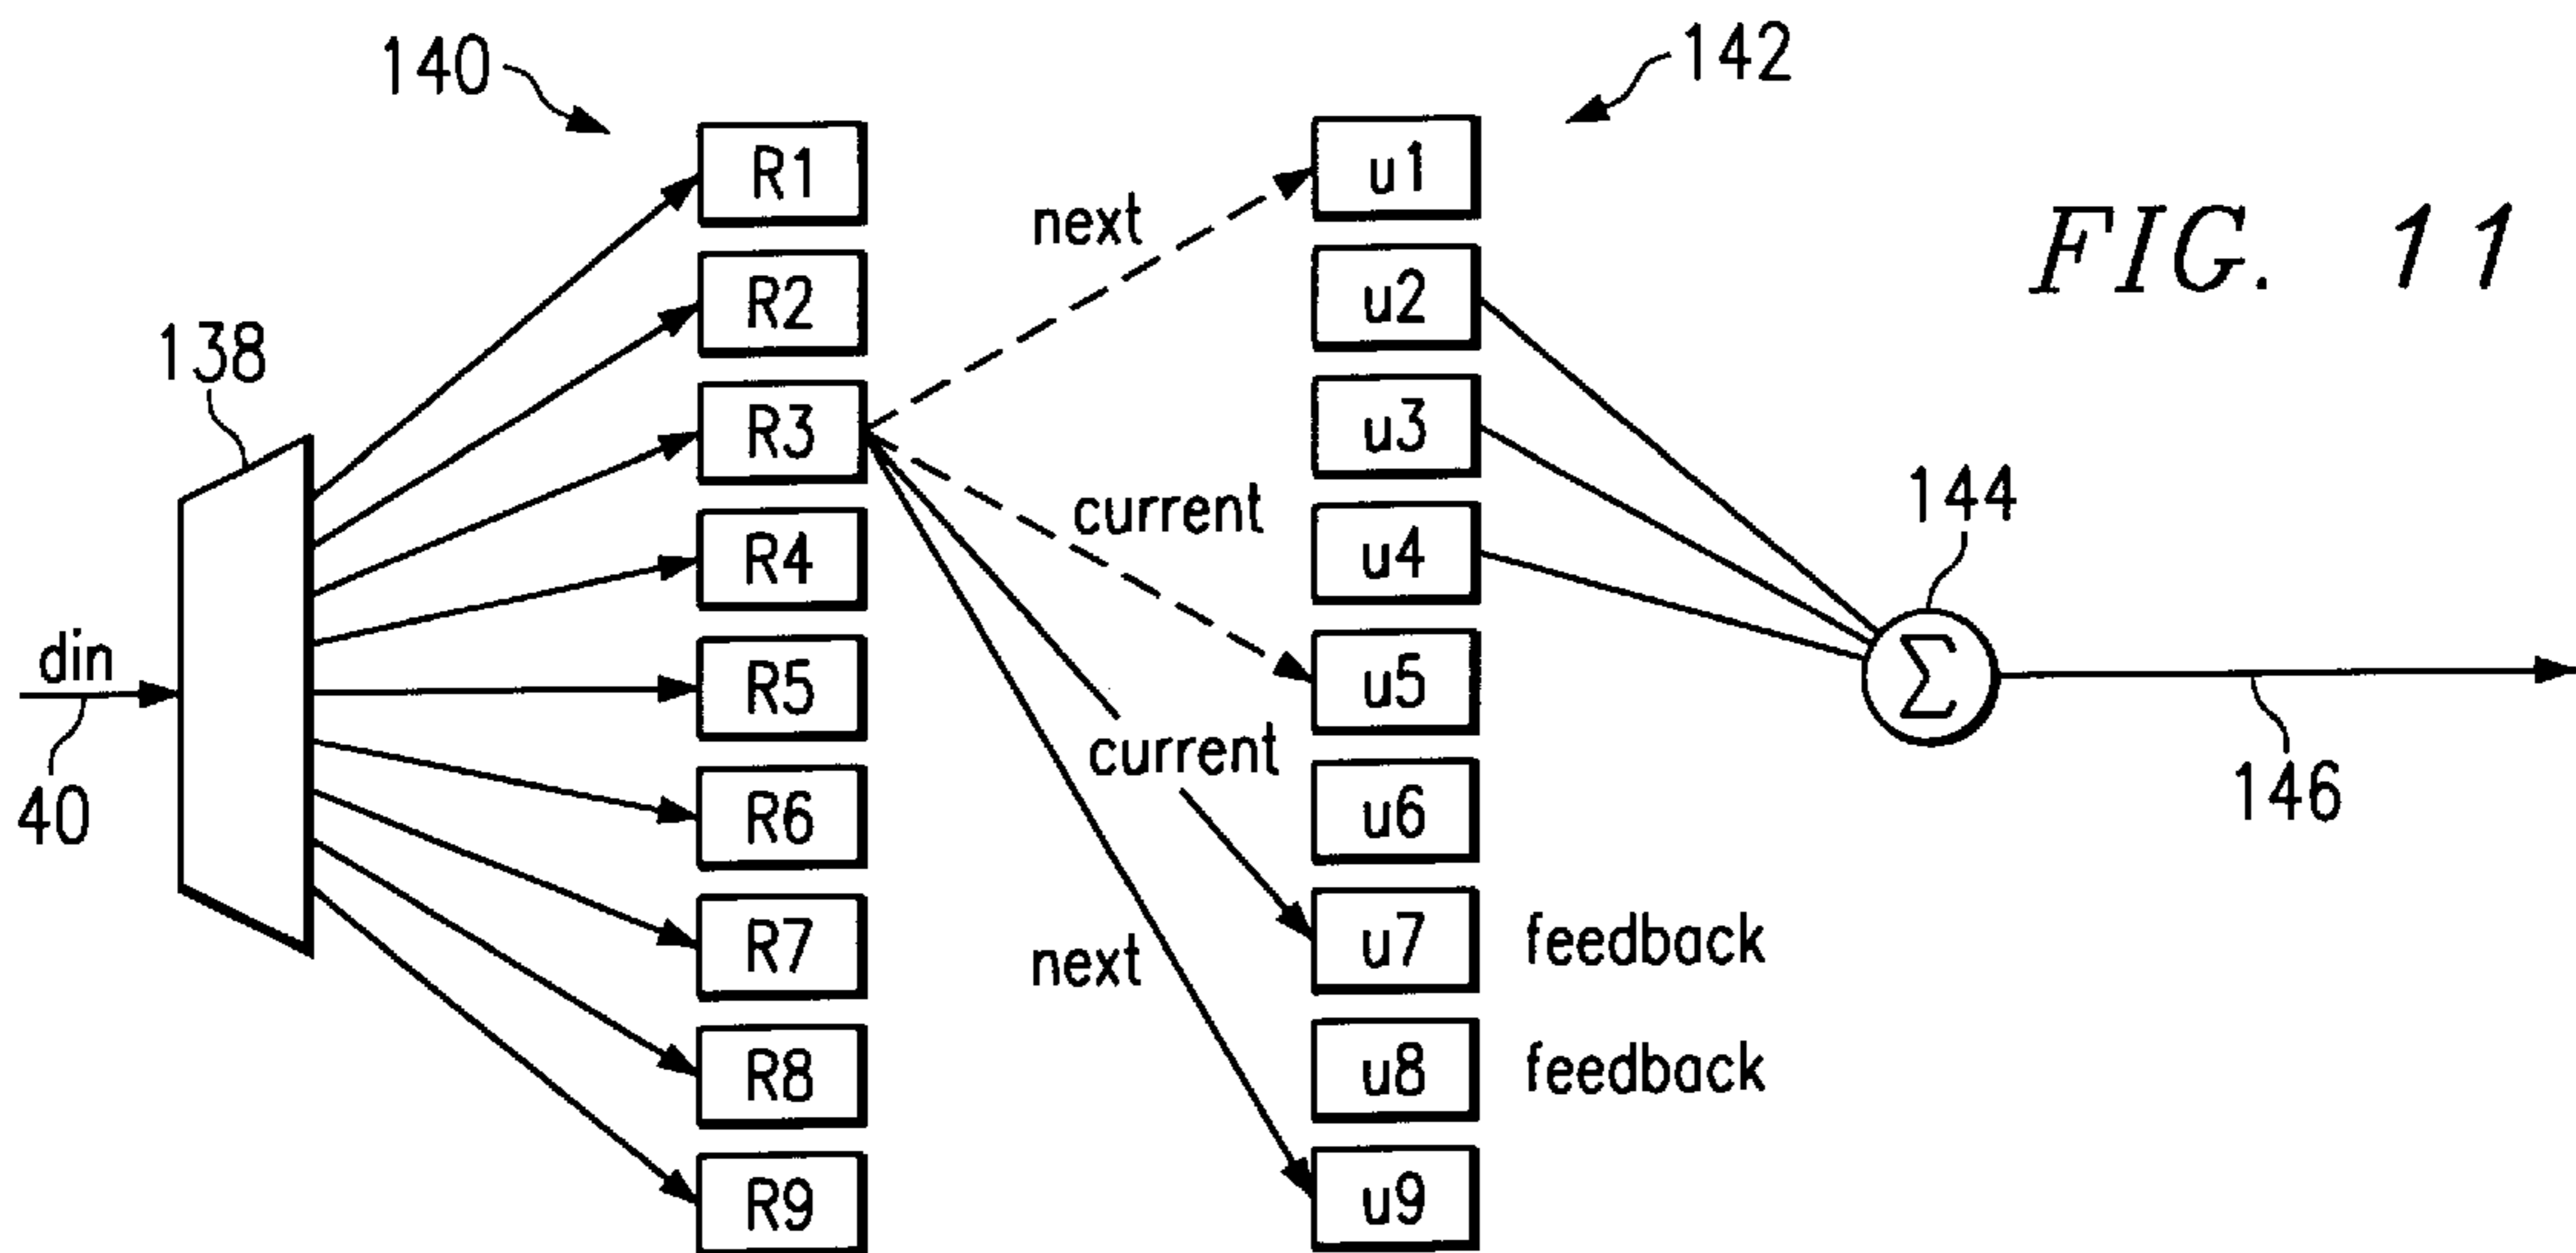 140
142
FIG. 11
138
din
40
R1
R2
R3
R4
R5
R6
R7
R8
R9
next
current
current
next
u1
u2
u3
u4
u5
u6
u7 feedback
u8 feedback
u9
144
Σ
146